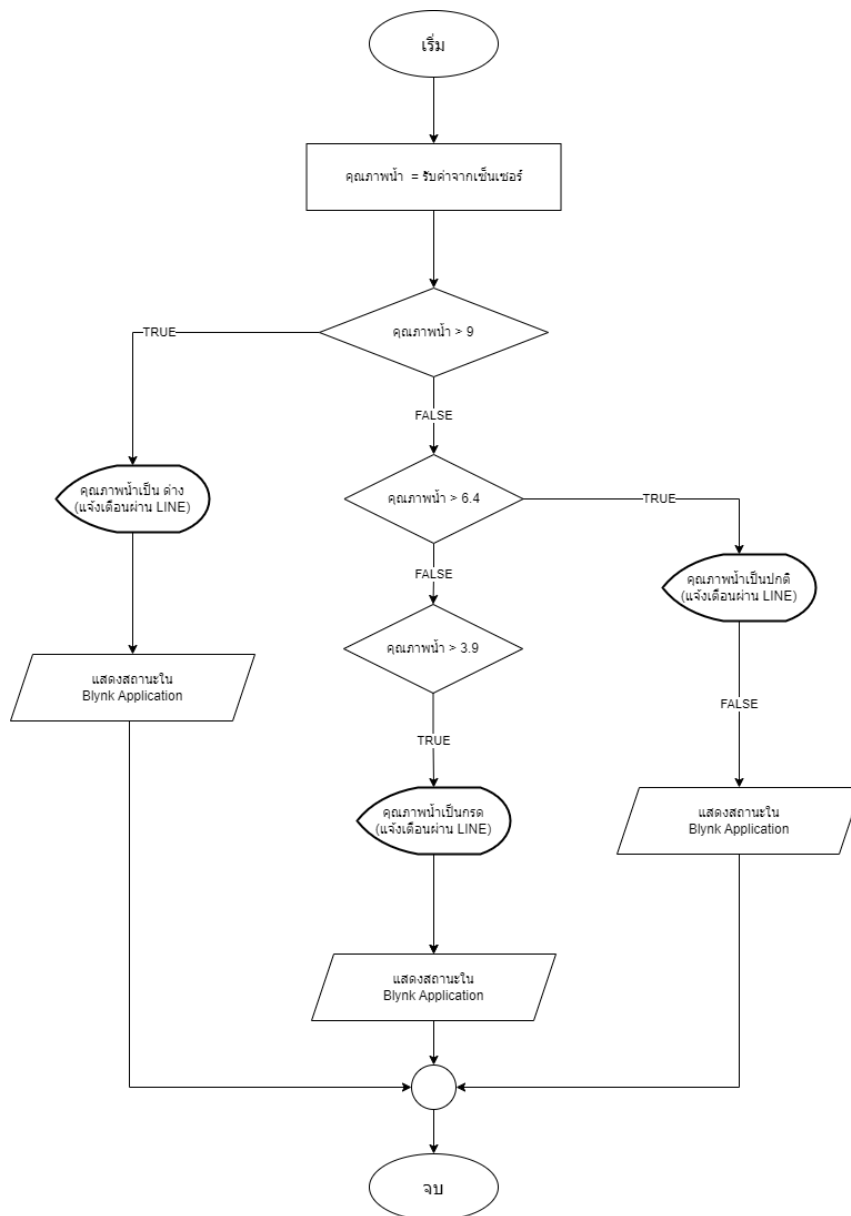 เริ่ม
คุณภาพน้ำ = รับค่าจากเซ็นเซอร์
คุณภาพน้ำ > 9
TRUE
FALSE
คุณภาพน้ำเป็น ด่าง
(แจ้งเตือนผ่าน LINE)
คุณภาพน้ำ > 6.4
TRUE
FALSE
คุณภาพน้ำเป็นปกติ
(แจ้งเตือนผ่าน LINE)
คุณภาพน้ำ > 3.9
แสดงสถานะใน
Blynk Application
FALSE
TRUE
คุณภาพน้ำเป็นกรด
(แจ้งเตือนผ่าน LINE)
แสดงสถานะใน
Blynk Application
แสดงสถานะใน
Blynk Application
จบ